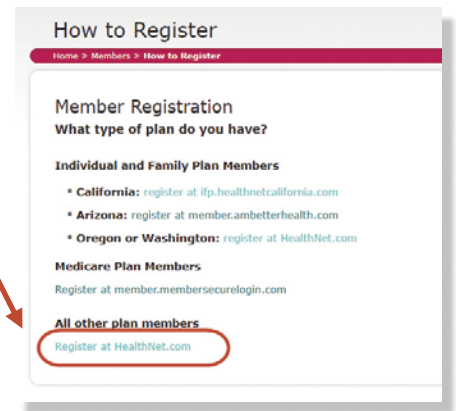 How to Register
Home > Members > How to Register
Member Registration
What type of plan do you have?
Individual and Family Plan Members
▪ California: register at ifp.healthnetcalifornia.com
▪ Arizona: register at member.ambetterhealth.com
▪ Oregon or Washington: register at HealthNet.com
Medicare Plan Members
Register at member.membersecurelogin.com
All other plan members
Register at HealthNet.com